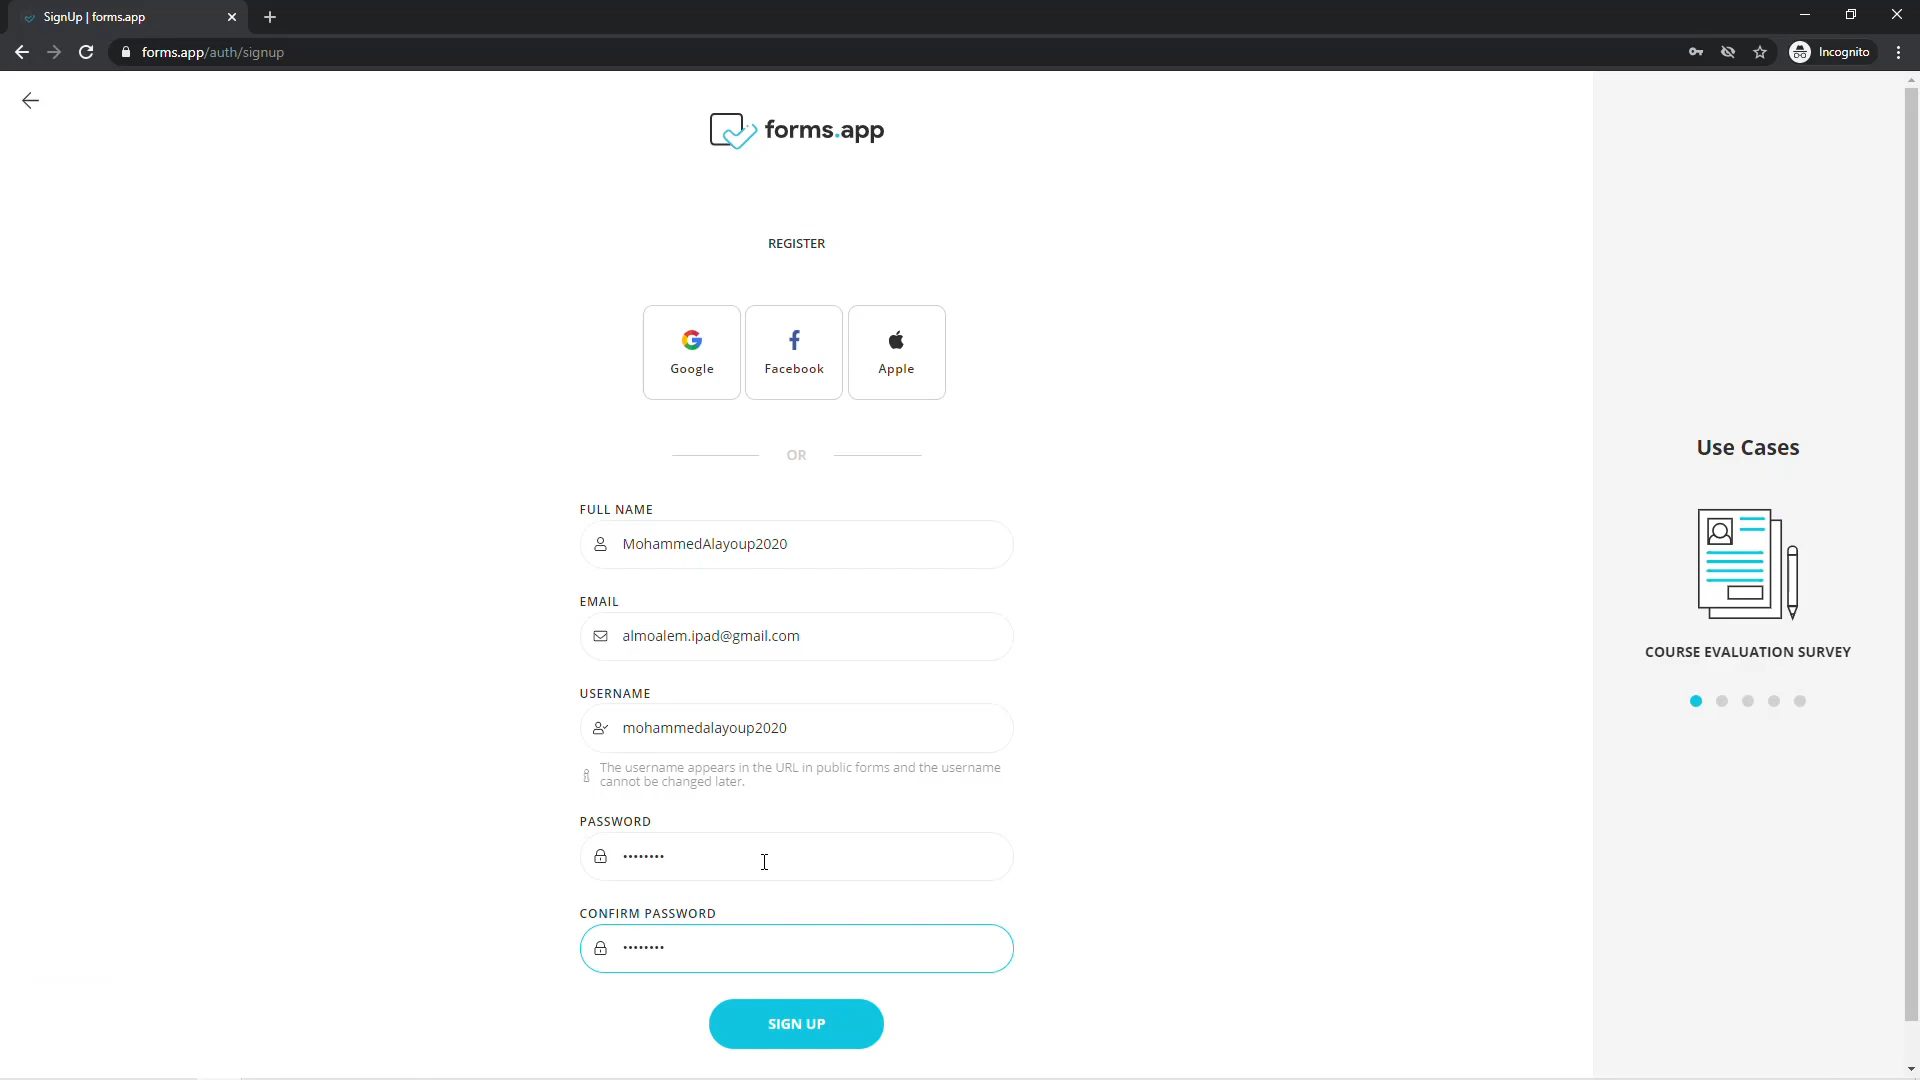 SignUp | forms.app
forms.app/auth/signup
Incognito
forms.app
REGISTER
Google
Facebook
Apple
OR
FULL NAME
MohammedAlayoup2020
EMAIL
almoalem.ipad@gmail.com
USERNAME
mohammedalayoup2020
The username appears in the URL in public forms and the username
cannot be changed later.
PASSWORD
••••••••
CONFIRM PASSWORD
••••••••
SIGN UP
Use Cases
COURSE EVALUATION SURVEY